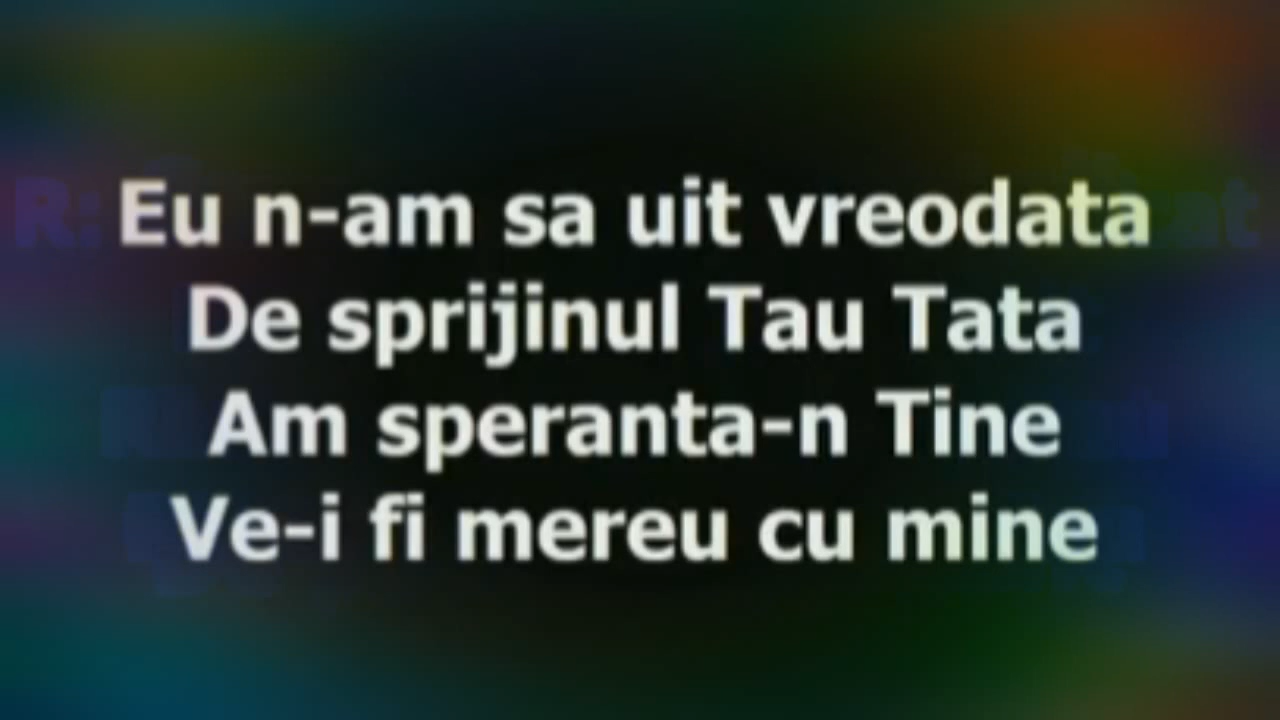 Eu n-am sa uit vreodata
De sprijinul Tau Tata
Am speranta-n Tine
Ve-i fi mereu cu mine